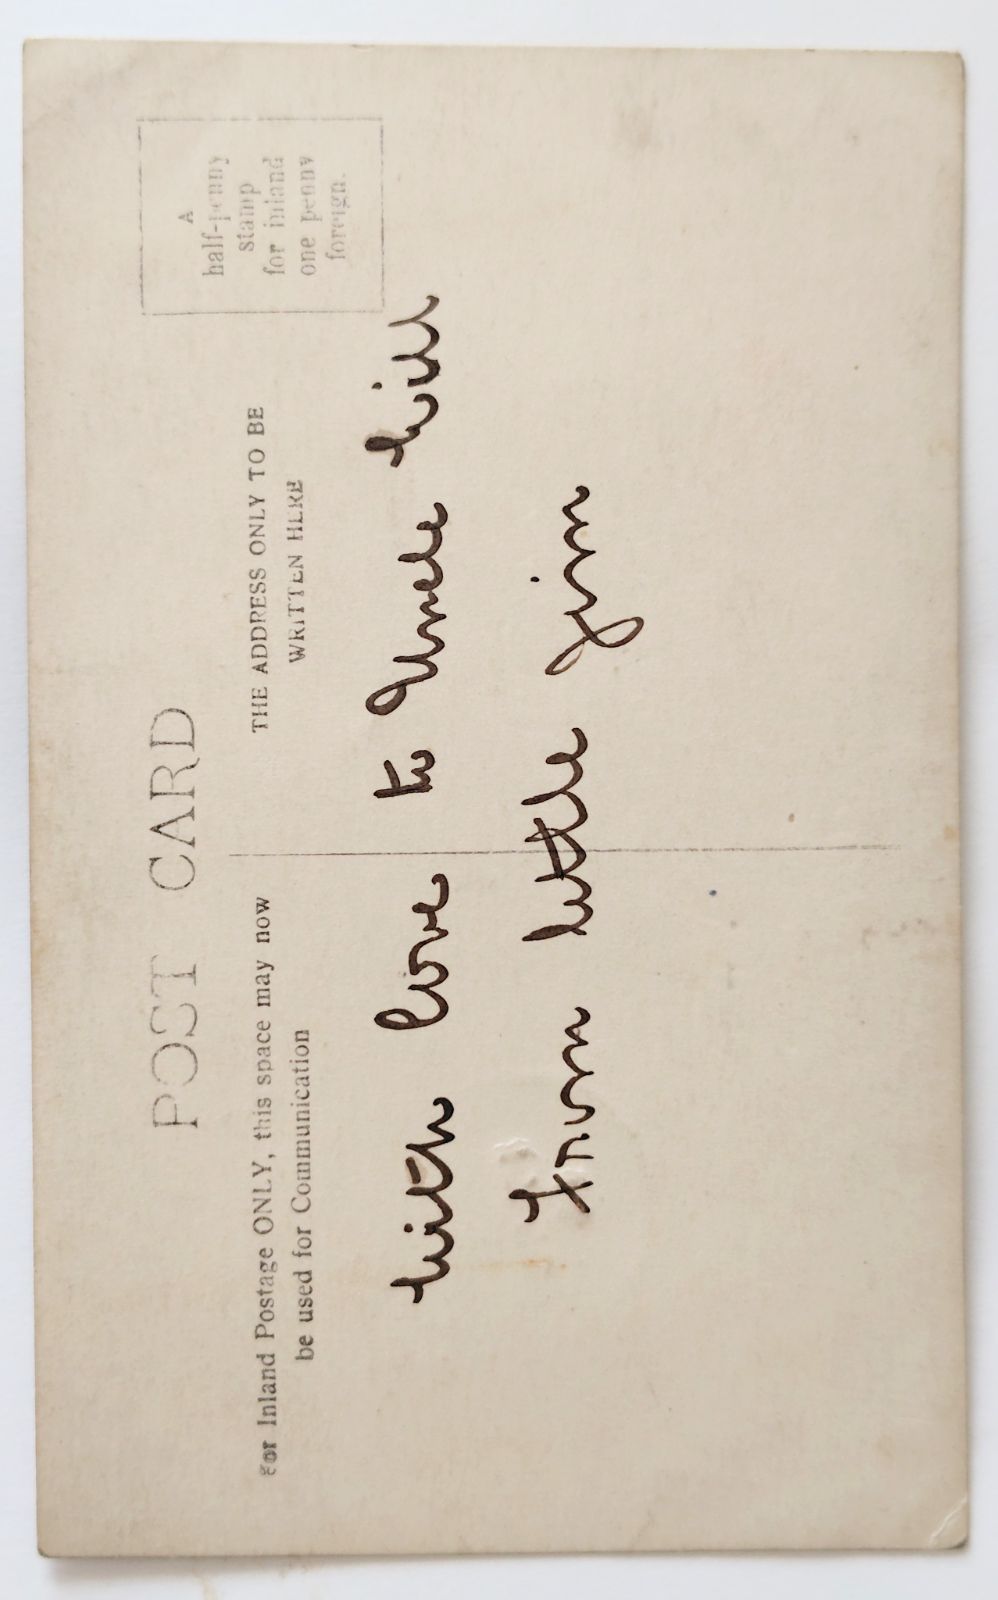 POST CARD
For Inland Postage ONLY, this space may now
be used for Communication
THE ADDRESS ONLY TO BE
WRITTEN HERE
A
half-penny
stamp
for inland
one penny
foreign.
With love to Uncle Will
From little Jim